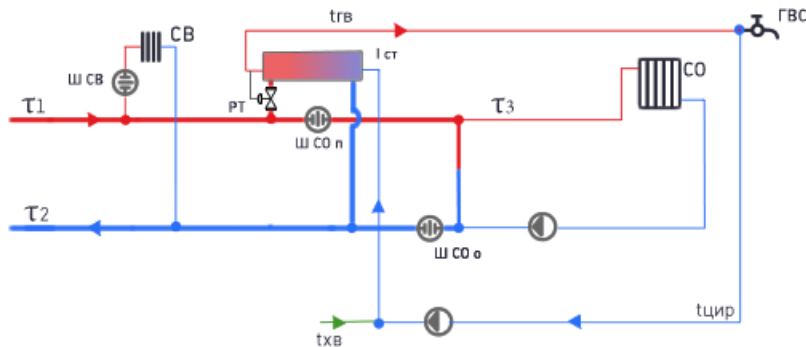 tгв
ГВС
СВ
I ст
Ш СВ
СО
τ1
РТ
τ3
Ш СО п
τ2
Ш СО о
tцир
tхв